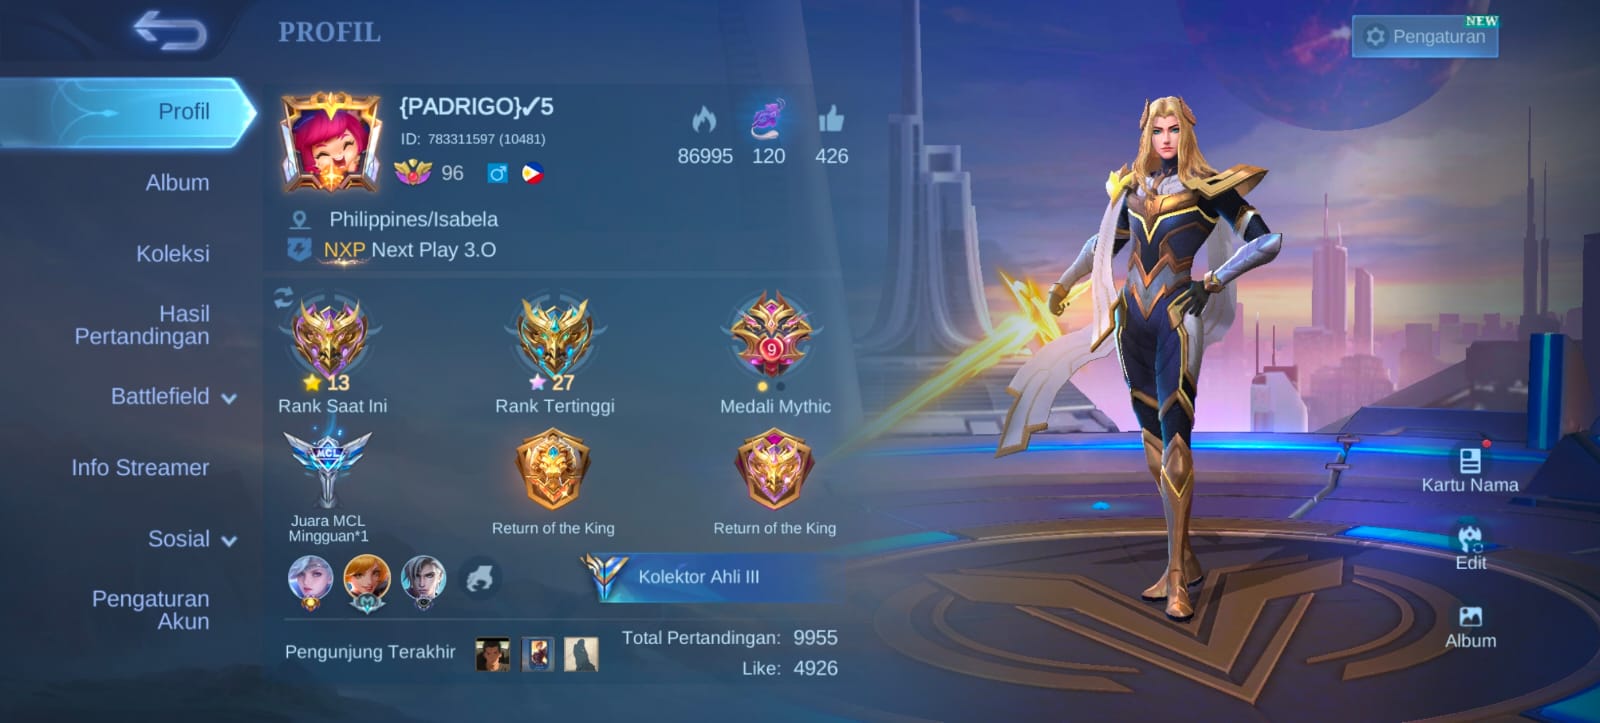 PROFIL
NEW
Pengaturan
Profil
Album
Koleksi
Hasil
Pertandingan
Battlefield
Info Streamer
Sosial
Pengaturan
Akun
{PADRIGO}✓5
ID: 783311597 (10481)
96
86995
120
426
Philippines/Isabela
NXP Next Play 3.O
13
Rank Saat Ini
27
Rank Tertinggi
9
Medali Mythic
MCL
Juara MCL
Mingguan*1
Return of the King
Return of the King
Kolektor Ahli III
Pengunjung Terakhir
Total Pertandingan: 9955
Like: 4926
Kartu Nama
Edit
Album